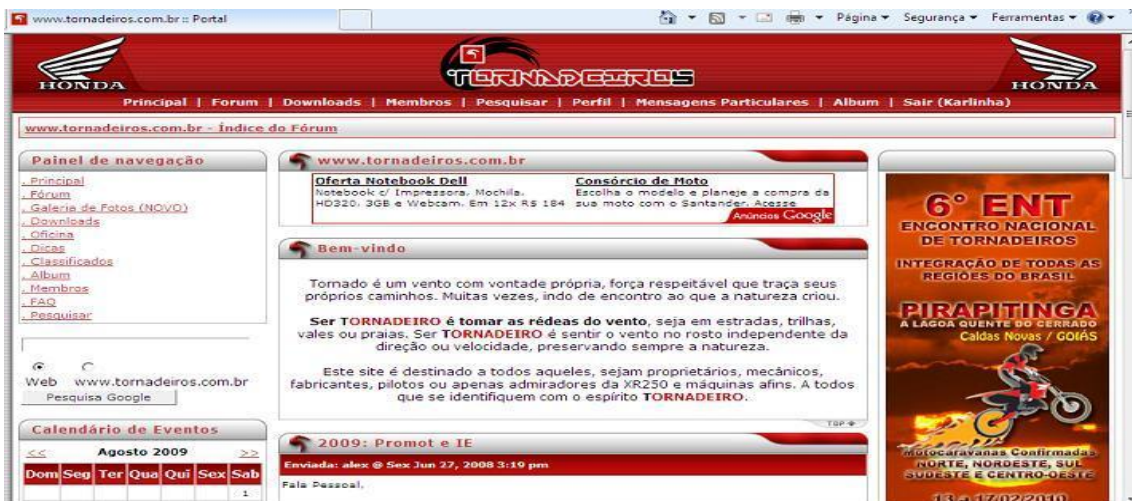 www.tornadeiros.com.br :: Portal
Página
Segurança
Ferramentas
HONDA
TORNADEIROS
HONDA
Principal | Forum | Downloads | Membros | Pesquisar | Perfil | Mensagens Particulares | Album | Sair (Karlinha)
www.tornadeiros.com.br - Índice do Fórum
Painel de navegação
. Principal
. Fórum
. Galeria de Fotos (NOVO)
. Downloads
. Oficina
. Dicas
. Classificados
. Album
. Membros
. FAQ
. Pesquisar
Web www.tornadeiros.com.br
Pesquisa Google
Calendário de Eventos
<< Agosto 2009 >>
Dom Seg Ter Qua Qui Sex Sab
1
www.tornadeiros.com.br
Oferta Notebook Dell
Notebook c/ Impressora, Mochila,
HD320, 3GB e Webcam. Em 12x R$ 184
Consórcio de Moto
Escolha o modelo e planeje a compra da
sua moto com o Santander. Acesse
Anúncios Google
Bem-vindo
Tornado é um vento com vontade própria, força respeitável que traça seus
próprios caminhos. Muitas vezes, indo de encontro ao que a natureza criou.
Ser TORNADEIRO é tomar as rédeas do vento, seja em estradas, trilhas,
vales ou praias. Ser TORNADEIRO é sentir o vento no rosto independente da
direção ou velocidade, preservando sempre a natureza.
Este site é destinado a todos aqueles, sejam proprietários, mecânicos,
fabricantes, pilotos ou apenas admiradores da XR250 e máquinas afins. A todos
que se identifiquem com o espírito TORNADEIRO.
TOP
2009: Promot e IE
Enviada: alex @ Sex Jun 27, 2008 3:19 pm
Fala Pessoal,
6° ENT
ENCONTRO NACIONAL
DE TORNADEIROS
INTEGRAÇÃO DE TODAS AS
REGIÕES DO BRASIL
PIRAPITINGA
A LAGOA QUENTE DO CERRADO
Caldas Novas / GOIÁS
Motocaravanas Confirmadas
NORTE, NORDESTE, SUL
SUDESTE E CENTRO-OESTE
13 a 17/02/2010